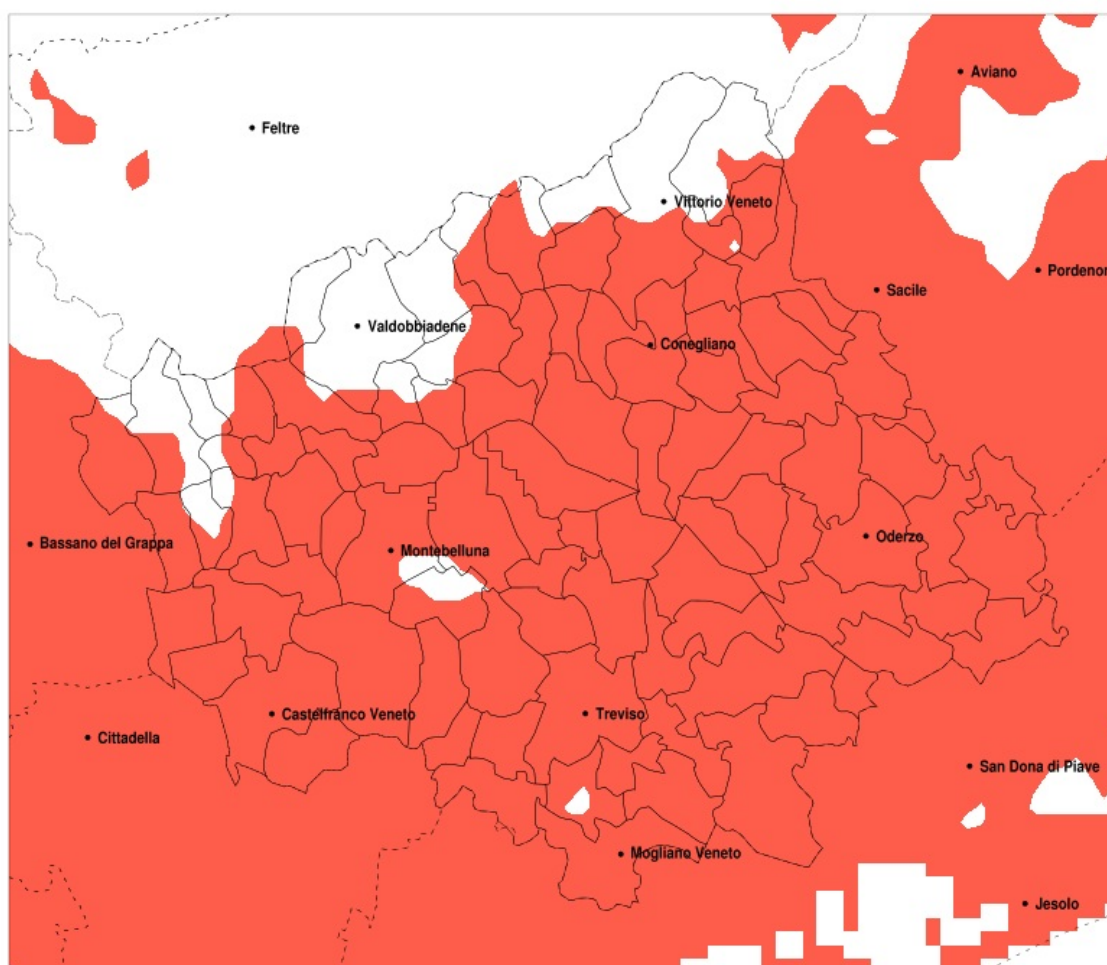 Aviano
Feltre
Vittorio Veneto
Pordenon
Sacile
Valdobbiadene
Conegliano
Oderzo
Bassano del Grappa
Montebelluna
Castelfranco Veneto
Treviso
Cittadella
San Dona di Piave
Mogliano Veneto
Jesolo